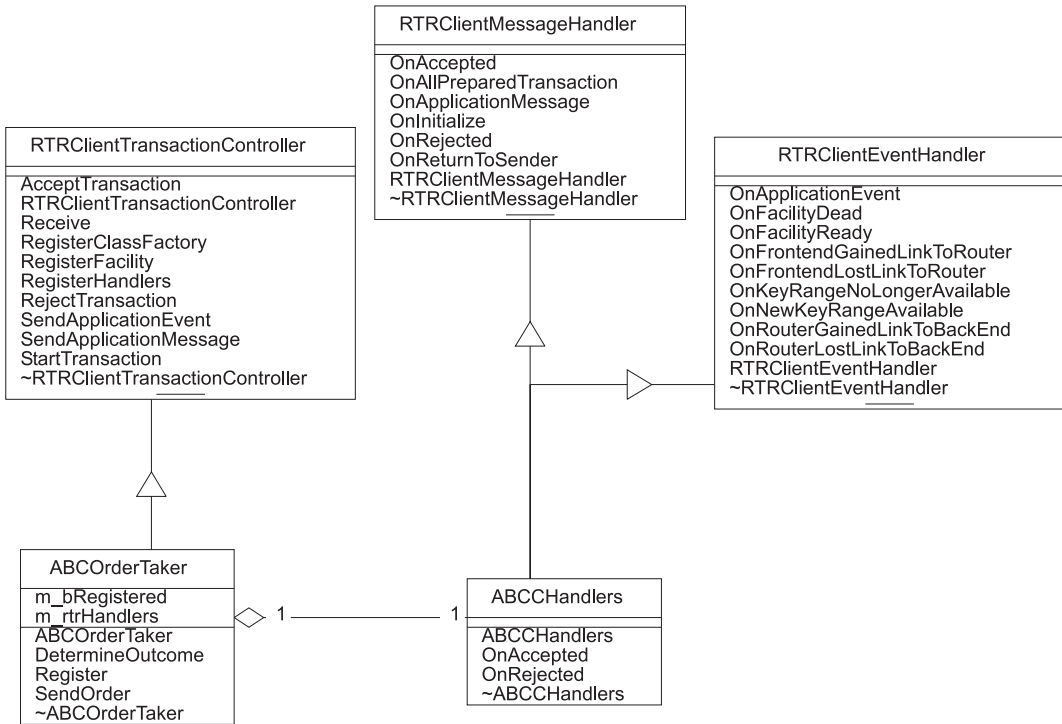 RTRClientMessageHandler
OnAccepted
OnAllPreparedTransaction
OnApplicationMessage
OnInitialize
OnRejected
OnReturnToSender
RTRClientMessageHandler
~RTRClientMessageHandler
RTRClientTransactionController
AcceptTransaction
RTRClientTransactionController
Receive
RegisterClassFactory
RegisterFacility
RegisterHandlers
RejectTransaction
SendApplicationEvent
SendApplicationMessage
StartTransaction
~RTRClientTransactionController
RTRClientEventHandler
OnApplicationEvent
OnFacilityDead
OnFacilityReady
OnFrontendGainedLinkToRouter
OnFrontendLostLinkToRouter
OnKeyRangeNoLongerAvailable
OnNewKeyRangeAvailable
OnRouterGainedLinkToBackEnd
OnRouterLostLinkToBackEnd
RTRClientEventHandler
~RTRClientEventHandler
ABCOrderTaker
m_bRegistered
m_rtrHandlers
ABCOrderTaker
DetermineOutcome
Register
SendOrder
~ABCOrderTaker
1
1
ABCCHandlers
ABCCHandlers
OnAccepted
OnRejected
~ABCCHandlers